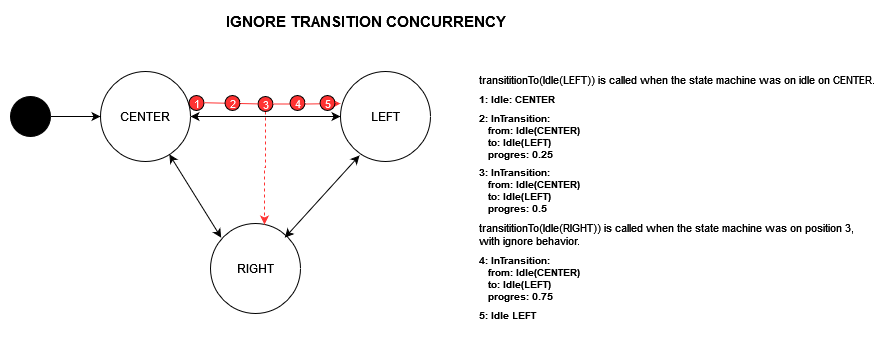 IGNORE TRANSITION CONCURRENCY
CENTER
1
2
3
4
5
LEFT
RIGHT
transititionTo(Idle(LEFT)) is called when the state machine was on idle on CENTER.
1: Idle: CENTER
2: InTransition:
from: Idle(CENTER)
to: Idle(LEFT)
progres: 0.25
3: InTransition:
from: Idle(CENTER)
to: Idle(LEFT)
progres: 0.5
transititionTo(Idle(RIGHT)) is called when the state machine was on position 3,
with ignore behavior.
4: InTransition:
from: Idle(CENTER)
to: Idle(LEFT)
progres: 0.75
5: Idle LEFT